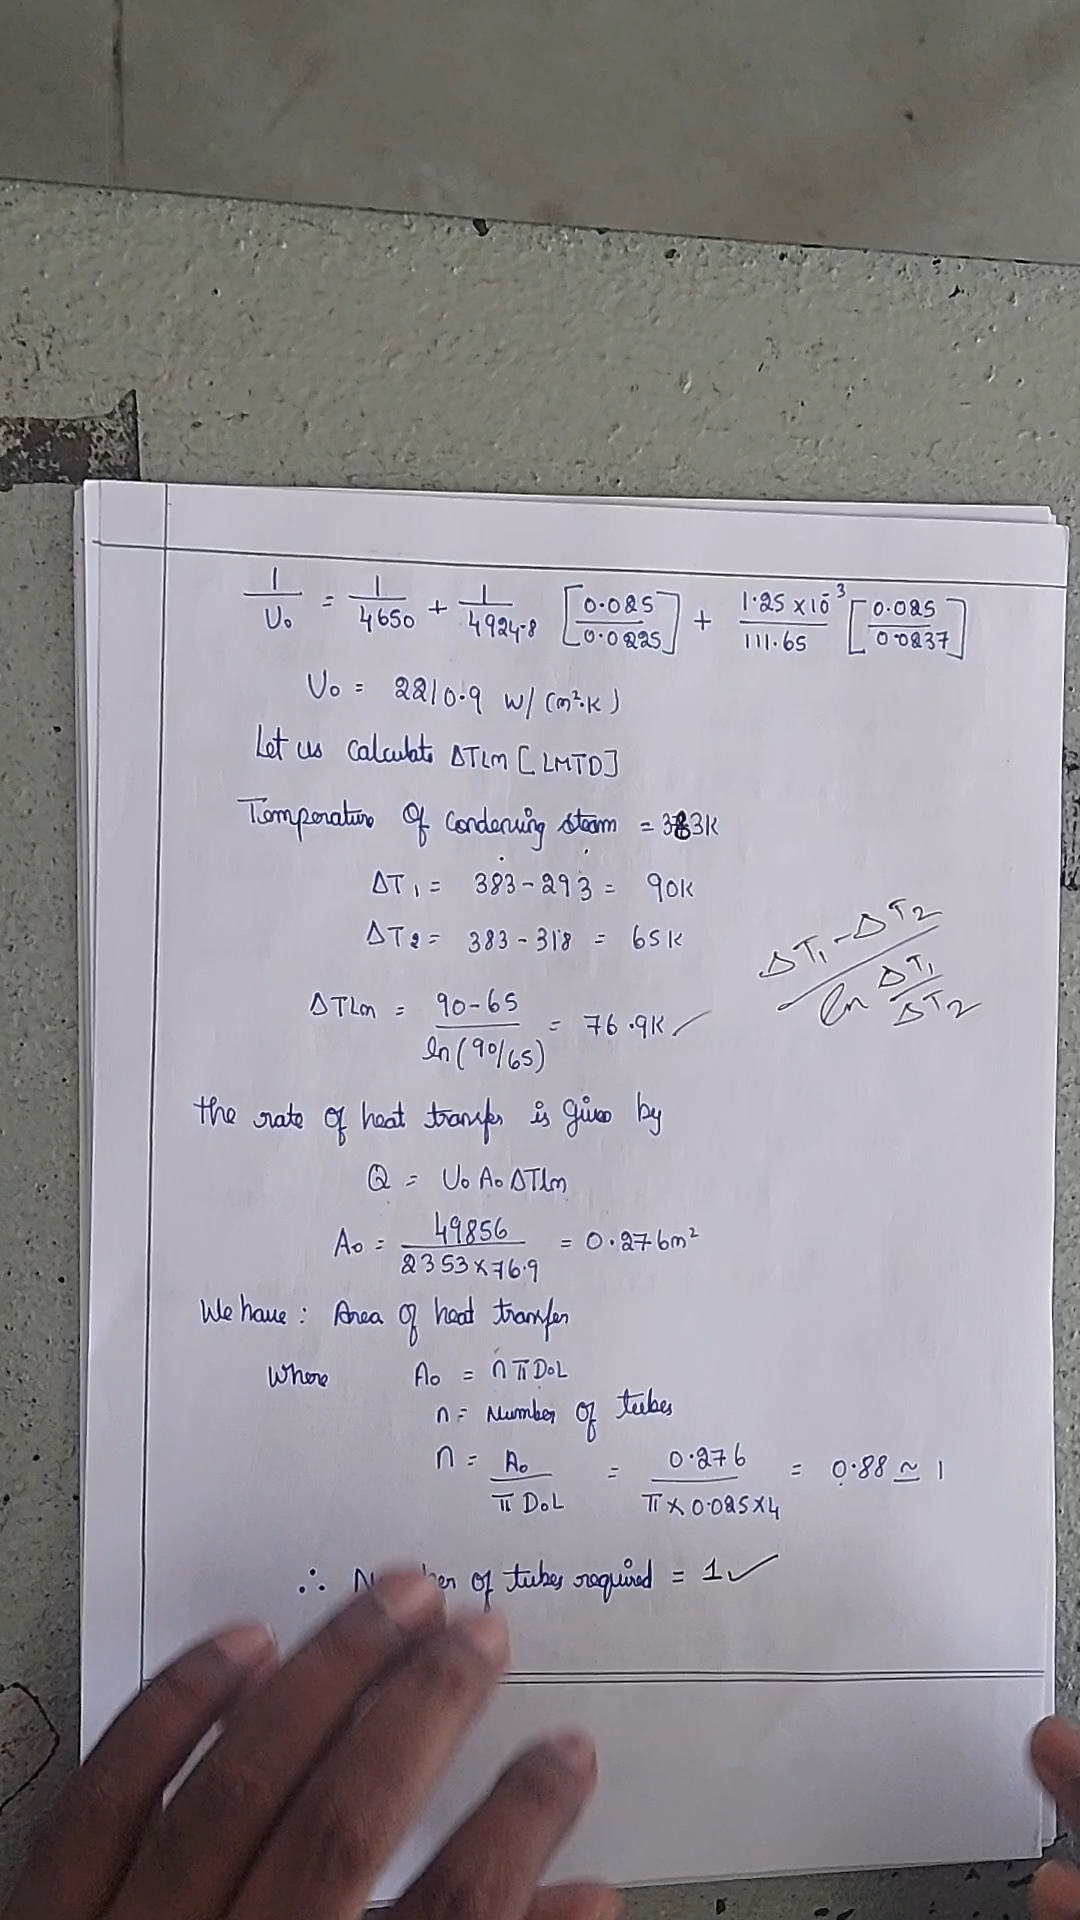 1/U₀ = 1/4650 + 1/4924.8 [0.025/0.0225] + 1.25 × 10⁻³/111.65 [0.025/0.0237]
U₀ = 2210.9 W/(m².K)
Let us calculate ΔTLm [LMTD]
Temperature Of Condensing steam = 383K
ΔT₁ = 383 - 293 = 90K
ΔT₂ = 383 - 318 = 65K
ΔTLm = 90-65/ln(90/65) = 76.9K ✓
ΔT₁-ΔT₂/ln ΔT₁/ΔT₂
the rate of heat transfer is given by
Q = U₀ A₀ ΔTlm
A₀ = 49856/2353×76.9 = 0.276m²
We have: Area of heat transfer
Where A₀ = nπD₀L
n = Number of tubes
n = A₀/πD₀L = 0.276/π×0.025×4 = 0.88 ≃ 1
∴ of tubes required = 1 ✓